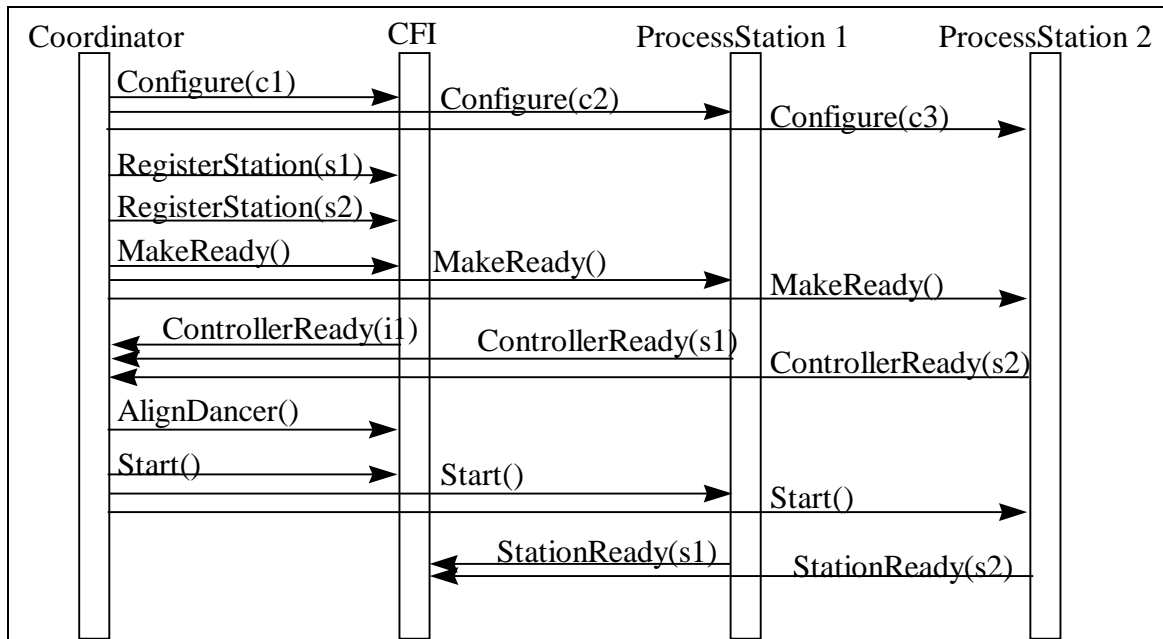 Coordinator
CFI
ProcessStation 1
ProcessStation 2
Configure(c1)
Configure(c2)
Configure(c3)
RegisterStation(s1)
RegisterStation(s2)
MakeReady()
MakeReady()
MakeReady()
ControllerReady(i1)
ControllerReady(s1)
ControllerReady(s2)
AlignDancer()
Start()
Start()
Start()
StationReady(s1)
StationReady(s2)